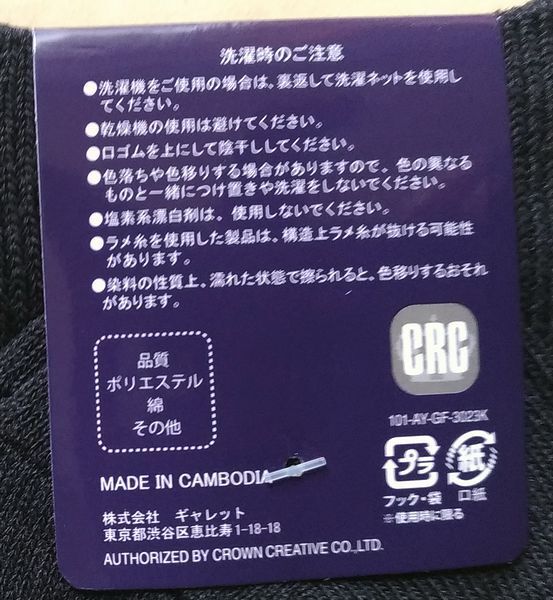 洗濯時のご注意
●洗濯機をご使用の場合は、裏返して洗濯ネットを使用し
てください。
●乾燥機の使用は避けてください。
●口ゴムを上にして陰干ししてください。
●色落ちや色移りする場合がありますので、色の異なる
ものと一緒につけ置きや洗濯をしないでください。
●塩素系漂白剤は、使用しないでください。
●ラメ糸を使用した製品は、構造上ラメ糸が抜ける可能性
があります。
●染料の性質上、濡れた状態で擦られると、色移りするおそれ
があります。
品質
ポリエステル
綿
その他
CRC
101-AY-GF-3023K
プラ
紙
フック・袋
口紙
※使用時に限る
MADE IN CAMBODIA
株式会社 ギャレット
東京都渋谷区恵比寿1-18-18
AUTHORIZED BY CROWN CREATIVE CO.,LTD.